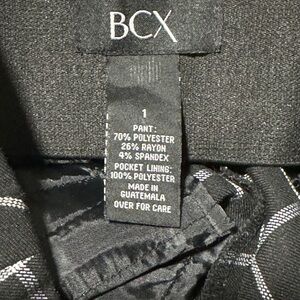 BCX
1
PANT:
70% POLYESTER
26% RAYON
4% SPANDEX
POCKET LINING:
100% POLYESTER
MADE IN
GUATEMALA
OVER FOR CARE